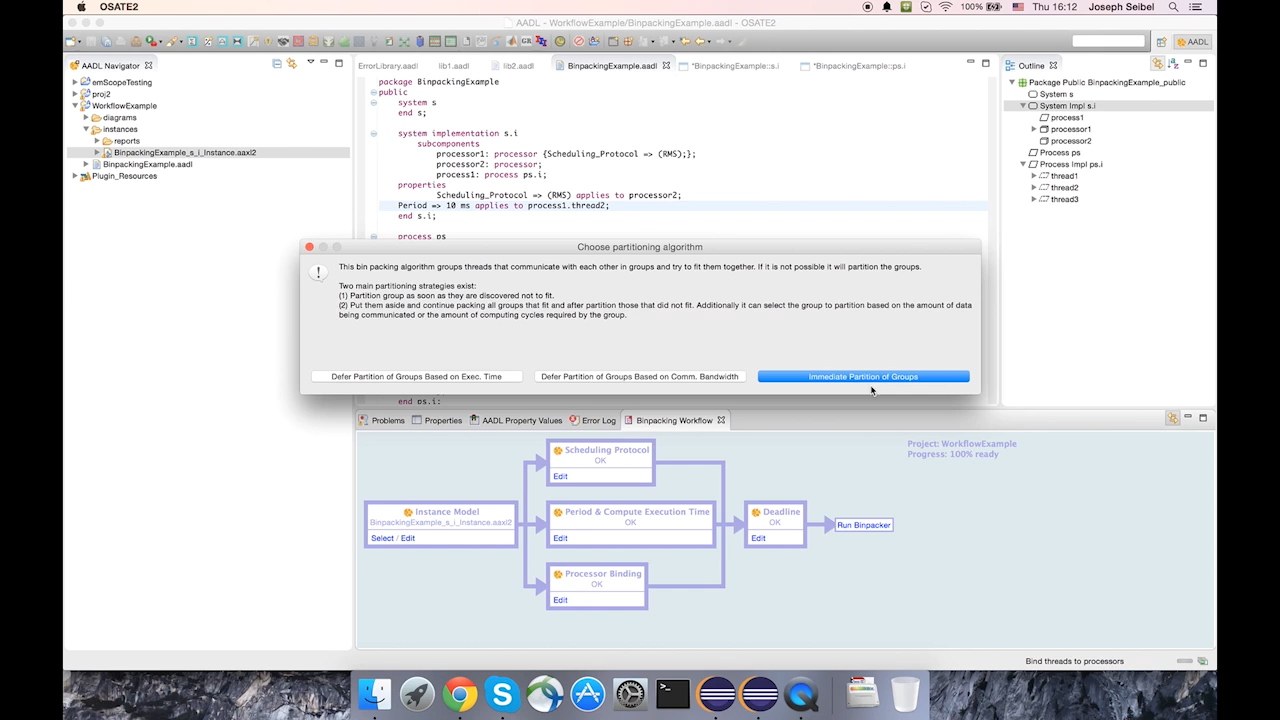 OSATE2
100%
Thu 16:12
Joseph Seibel
AADL - WorkflowExample/BinpackingExample.aadl - OSATE2
AADL
AADL Navigator
emScopeTesting
proj2
WorkflowExample
diagrams
instances
reports
BinpackingExample_s_i_Instance.aaxl2
BinpackingExample.aadl
Plugin_Resources
ErrorLibrary.aadl
lib1.aadl
lib2.aadl
BinpackingExample.aadl
*BinpackingExample::s.i
*BinpackingExample::ps.i
package BinpackingExample
public
system s
end s;
system implementation s.i
subcomponents
processor1: processor {Scheduling_Protocol => (RMS);};
processor2: processor;
process1: process ps.i;
properties
Scheduling_Protocol => (RMS) applies to processor2;
Period => 10 ms applies to process1.thread2;
end s.i;
process ps
end ps.i;
Outline
Package Public BinpackingExample_public
System s
System Impl s.i
process1
processor1
processor2
Process ps
Process Impl ps.i
thread1
thread2
thread3
Choose partitioning algorithm
This bin packing algorithm groups threads that communicate with each other in groups and try to fit them together. If it is not possible it will partition the groups.
Two main partitioning strategies exist:
(1) Partition group as soon as they are discovered not to fit.
(2) Put them aside and continue packing all groups that fit and after partition those that did not fit. Additionally it can select the group to partition based on the amount of data
being communicated or the amount of computing cycles required by the group.
Defer Partition of Groups Based on Exec. Time
Defer Partition of Groups Based on Comm. Bandwidth
Immediate Partition of Groups
Problems
Properties
AADL Property Values
Error Log
Binpacking Workflow
Instance Model
BinpackingExample_s_i_Instance.aaxl2
Select / Edit
Scheduling Protocol
OK
Edit
Period & Compute Execution Time
OK
Edit
Processor Binding
OK
Edit
Deadline
OK
Edit
Run Binpacker
Project: WorkflowExample
Progress: 100% ready
Bind threads to processors